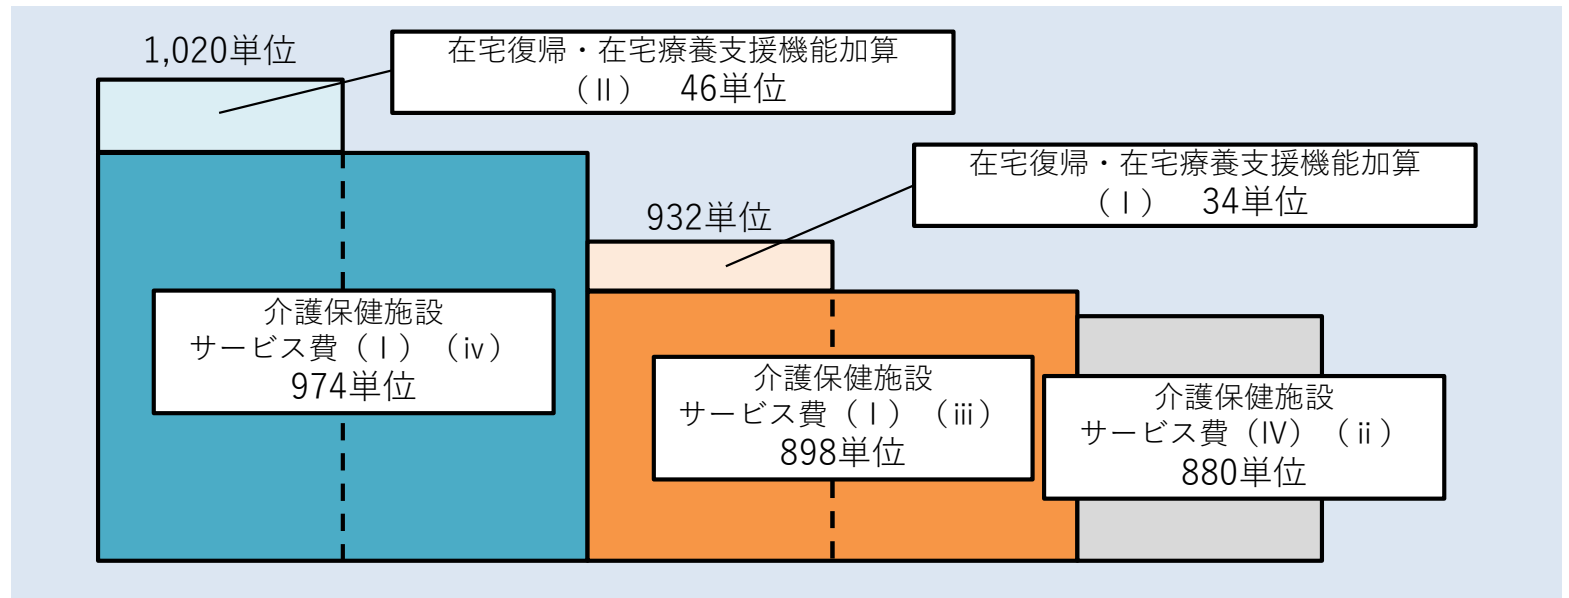 1,020単位
在宅復帰・在宅療養支援機能加算
（Ⅱ）　46単位
932単位
在宅復帰・在宅療養支援機能加算
（Ⅰ）　34単位
介護保健施設
サービス費（Ⅰ）（ⅳ）
974単位
介護保健施設
サービス費（Ⅰ）（ⅲ）
898単位
介護保健施設
サービス費（Ⅳ）（ⅱ）
880単位